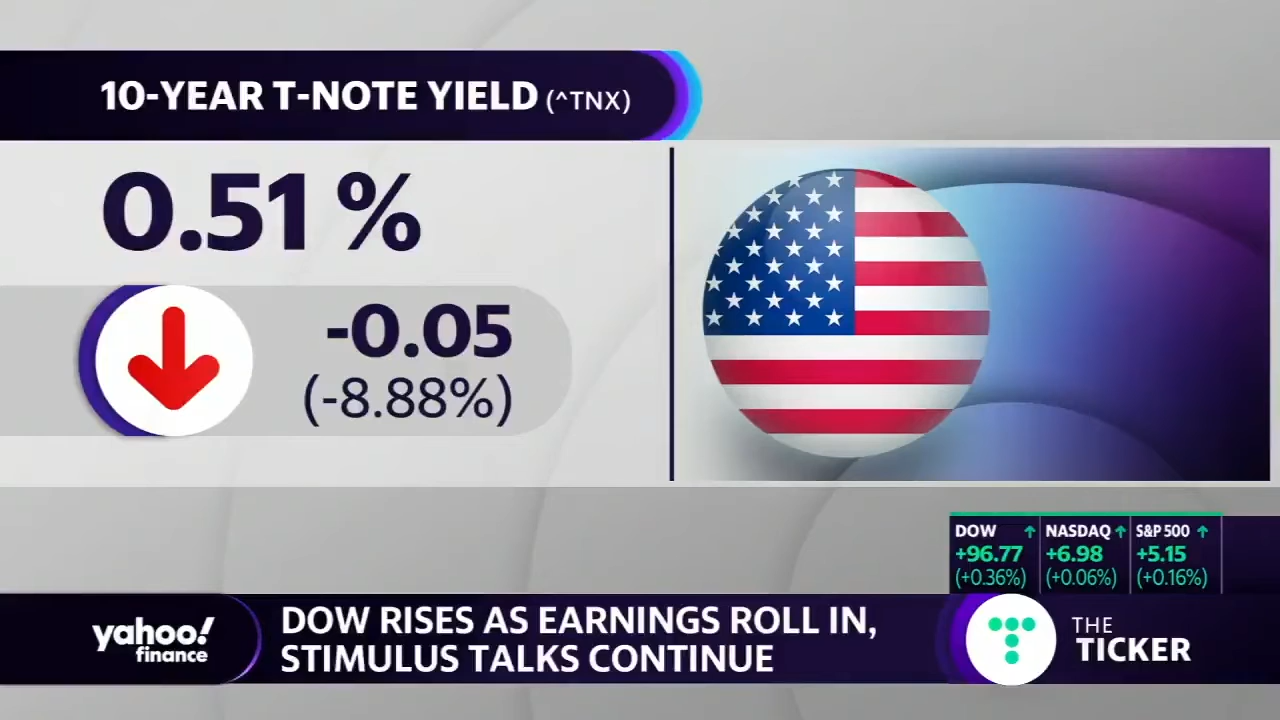 10-YEAR T-NOTE YIELD (^TNX)
0.51 %
-0.05
(-8.88%)
DOW
+96.77
(+0.36%)
NASDAQ
+6.98
(+0.06%)
S&P 500
+5.15
(+0.16%)
yahoo!
finance
DOW RISES AS EARNINGS ROLL IN,
STIMULUS TALKS CONTINUE
THE
TICKER